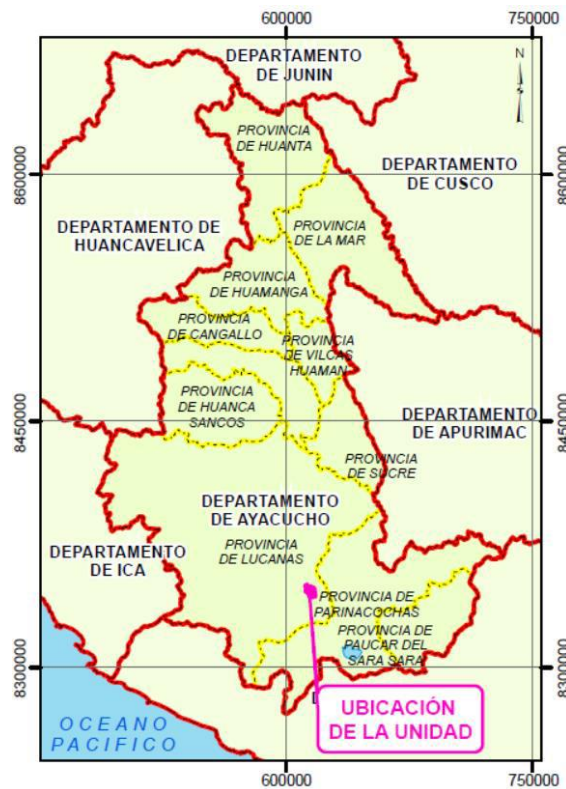 600000
750000
DEPARTAMENTO
DE JUNIN
N
PROVINCIA
DE HUANTA
8600000
8600000
DEPARTAMENTO
DE CUSCO
DEPARTAMENTO DE
HUANCAVELICA
PROVINCIA
DE LA MAR
PROVINCIA
DE HUAMANGA
PROVINCIA
DE CANGALLO
PROVINCIA
DE VILCAS
HUAMAN
PROVINCIA
DE HUANCA
SANCOS
8450000
8450000
DEPARTAMENTO
DE APURIMAC
PROVINCIA
DE SUCRE
DEPARTAMENTO
DE AYACUCHO
PROVINCIA
DE LUCANAS
DEPARTAMENTO
DE ICA
PROVINCIA DE
PARINACOCHAS
PROVINCIA DE
PAUCAR DEL
SARA SARA
8300000
8300000
UBICACIÓN
DE LA UNIDAD
OCEANO
PACIFICO
600000
750000